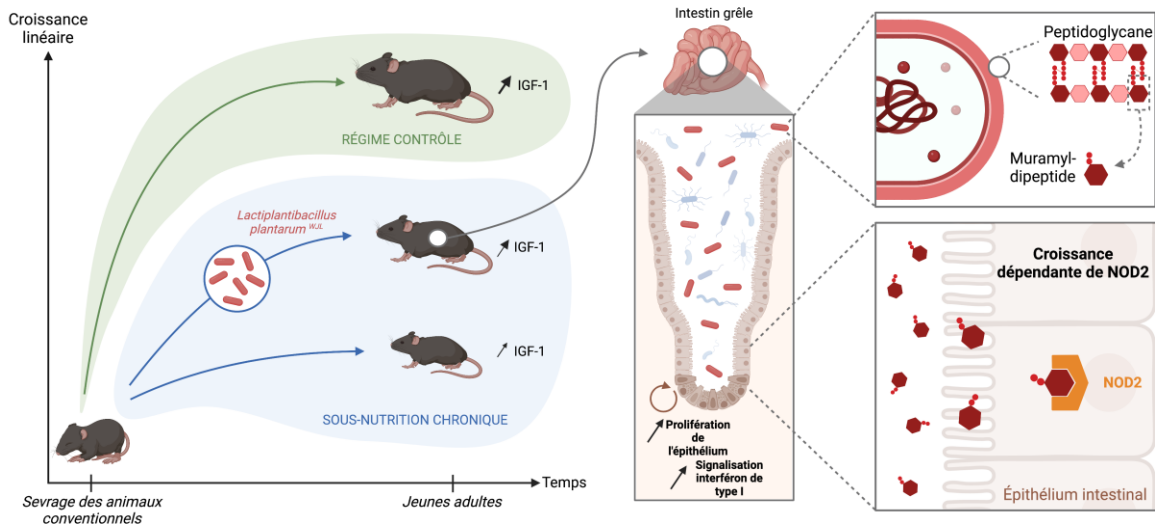 Croissance
linéaire
IGF-1
RÉGIME CONTRÔLE
Lactiplantibacillus
plantarum WJL
IGF-1
IGF-1
SOUS-NUTRITION CHRONIQUE
Temps
Sevrage des animaux
conventionnels
Jeunes adultes
Intestin grêle
Prolifération
de
l'épithélium
Signalisation
interféron de
type I
Peptidoglycane
Muramyl-
dipeptide
Croissance
dépendante de NOD2
NOD2
Épithélium intestinal